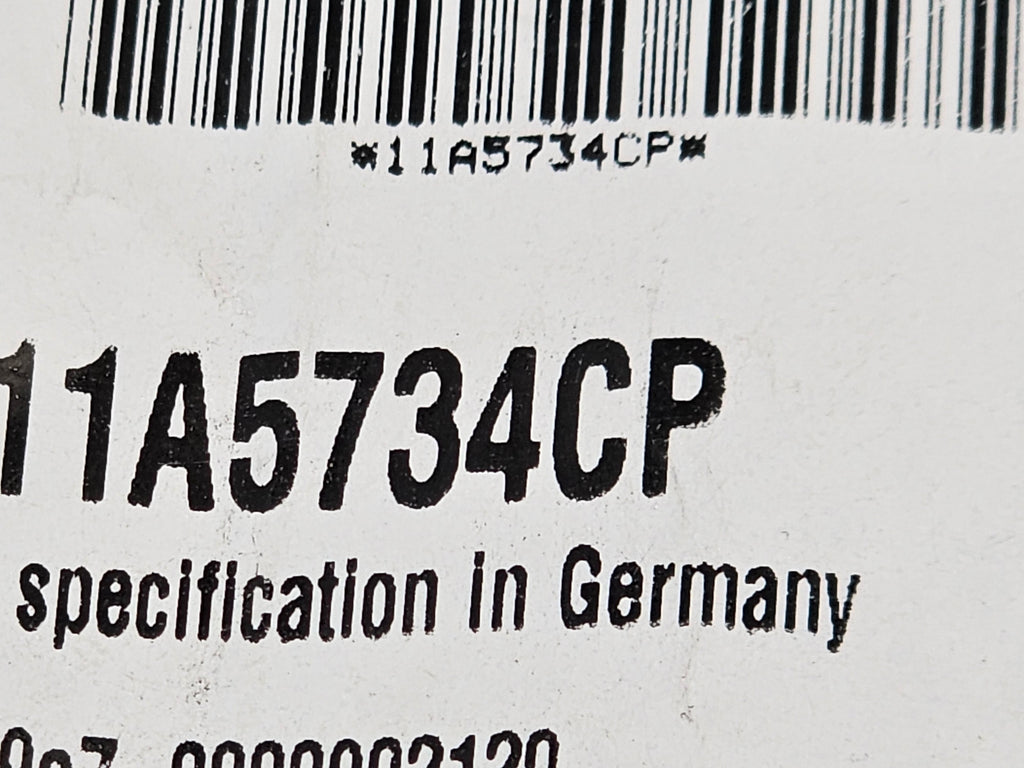 *11A5734CP*
11A5734CP
specification in Germany